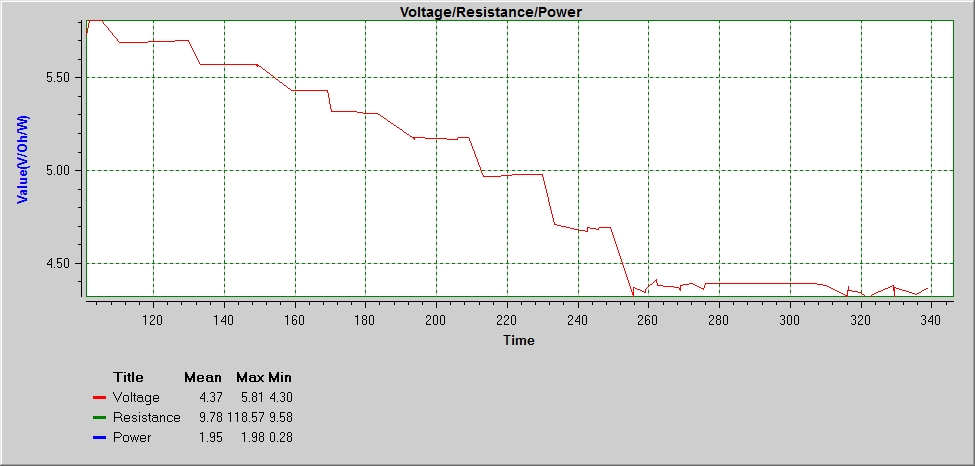 Voltage/Resistance/Power
Value(V/Oh/W)
5.50
5.00
4.50
120 140 160 180 200 220 240 260 280 300 320 340
Time
Title Mean Max Min
Voltage 4.37 5.81 4.30
Resistance 9.78 118.57 9.58
Power 1.95 1.98 0.28